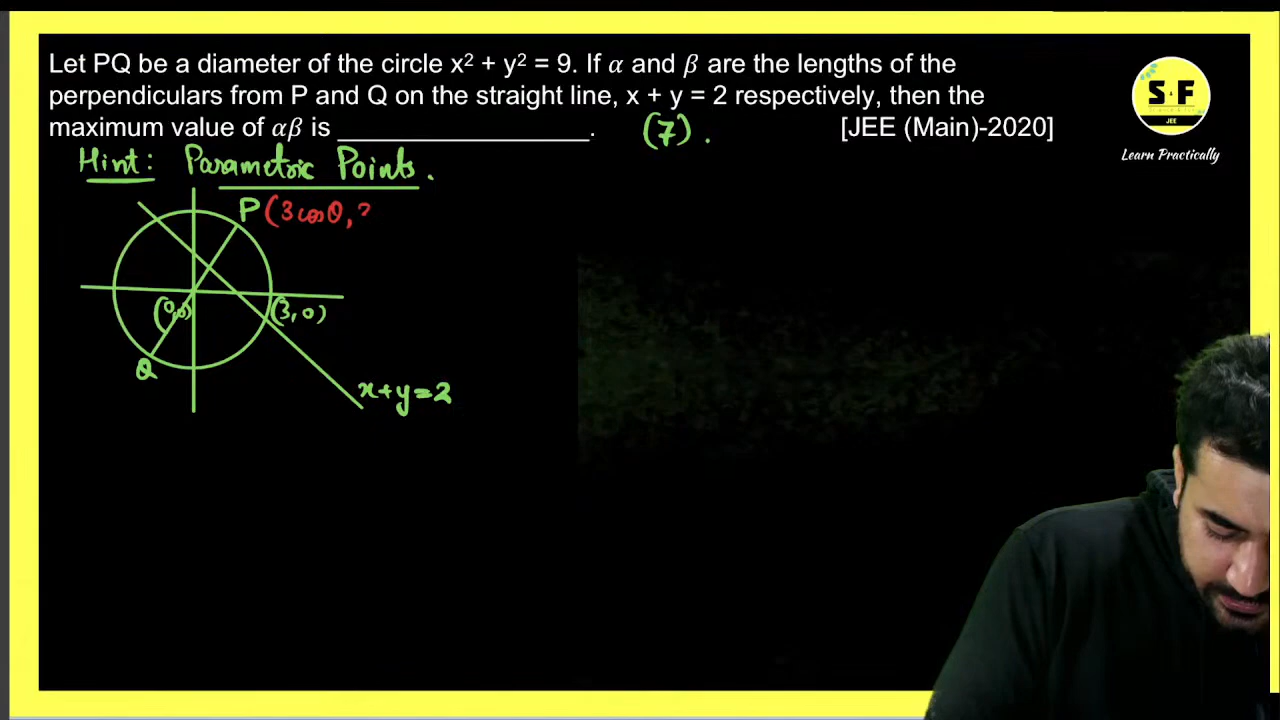 Let PQ be a diameter of the circle x² + y² = 9. If α and β are the lengths of the
perpendiculars from P and Q on the straight line, x + y = 2 respectively, then the
maximum value of αβ is ________________. (7). [JEE (Main)-2020]
S&F
JEE
Learn Practically
Hint: Parametric Points.
P(3cosθ,
(0,0)
(3,0)
Q
x+y=2